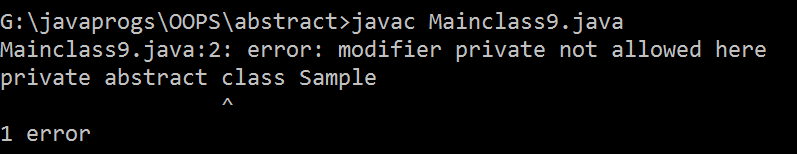 G:\javaprogs\OOPS\abstract>javac Mainclass9.java
Mainclass9.java:2: error: modifier private not allowed here
private abstract class Sample
^
1 error